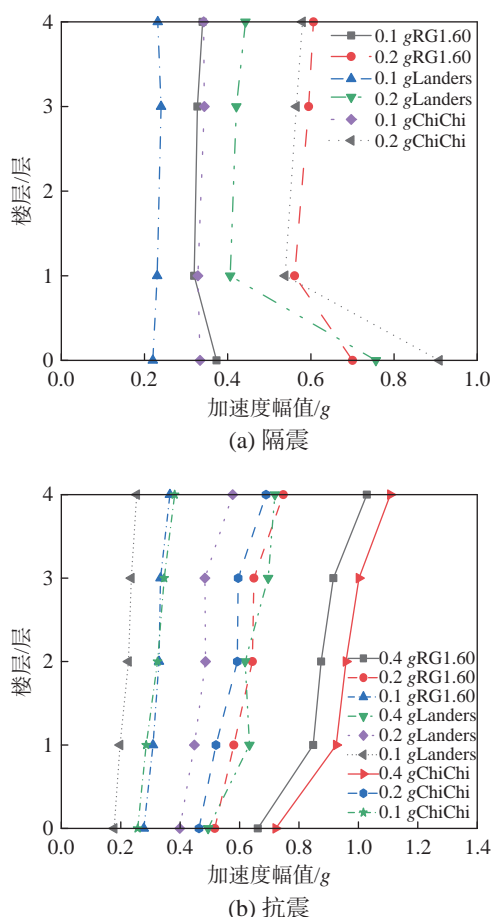 4
3
2
1
0
楼层/层
0.1 gRG1.60
0.2 gRG1.60
0.1 gLanders
0.2 gLanders
0.1 gChiChi
0.2 gChiChi
0.0 0.2 0.4 0.6 0.8 1.0
加速度幅值/g
(a) 隔震
4
3
2
1
0
楼层/层
0.4 gRG1.60
0.2 gRG1.60
0.1 gRG1.60
0.4 gLanders
0.2 gLanders
0.1 gLanders
0.4 gChiChi
0.2 gChiChi
0.1 gChiChi
0.0 0.2 0.4 0.6 0.8 1.0 1.2 1.4
加速度幅值/g
(b) 抗震